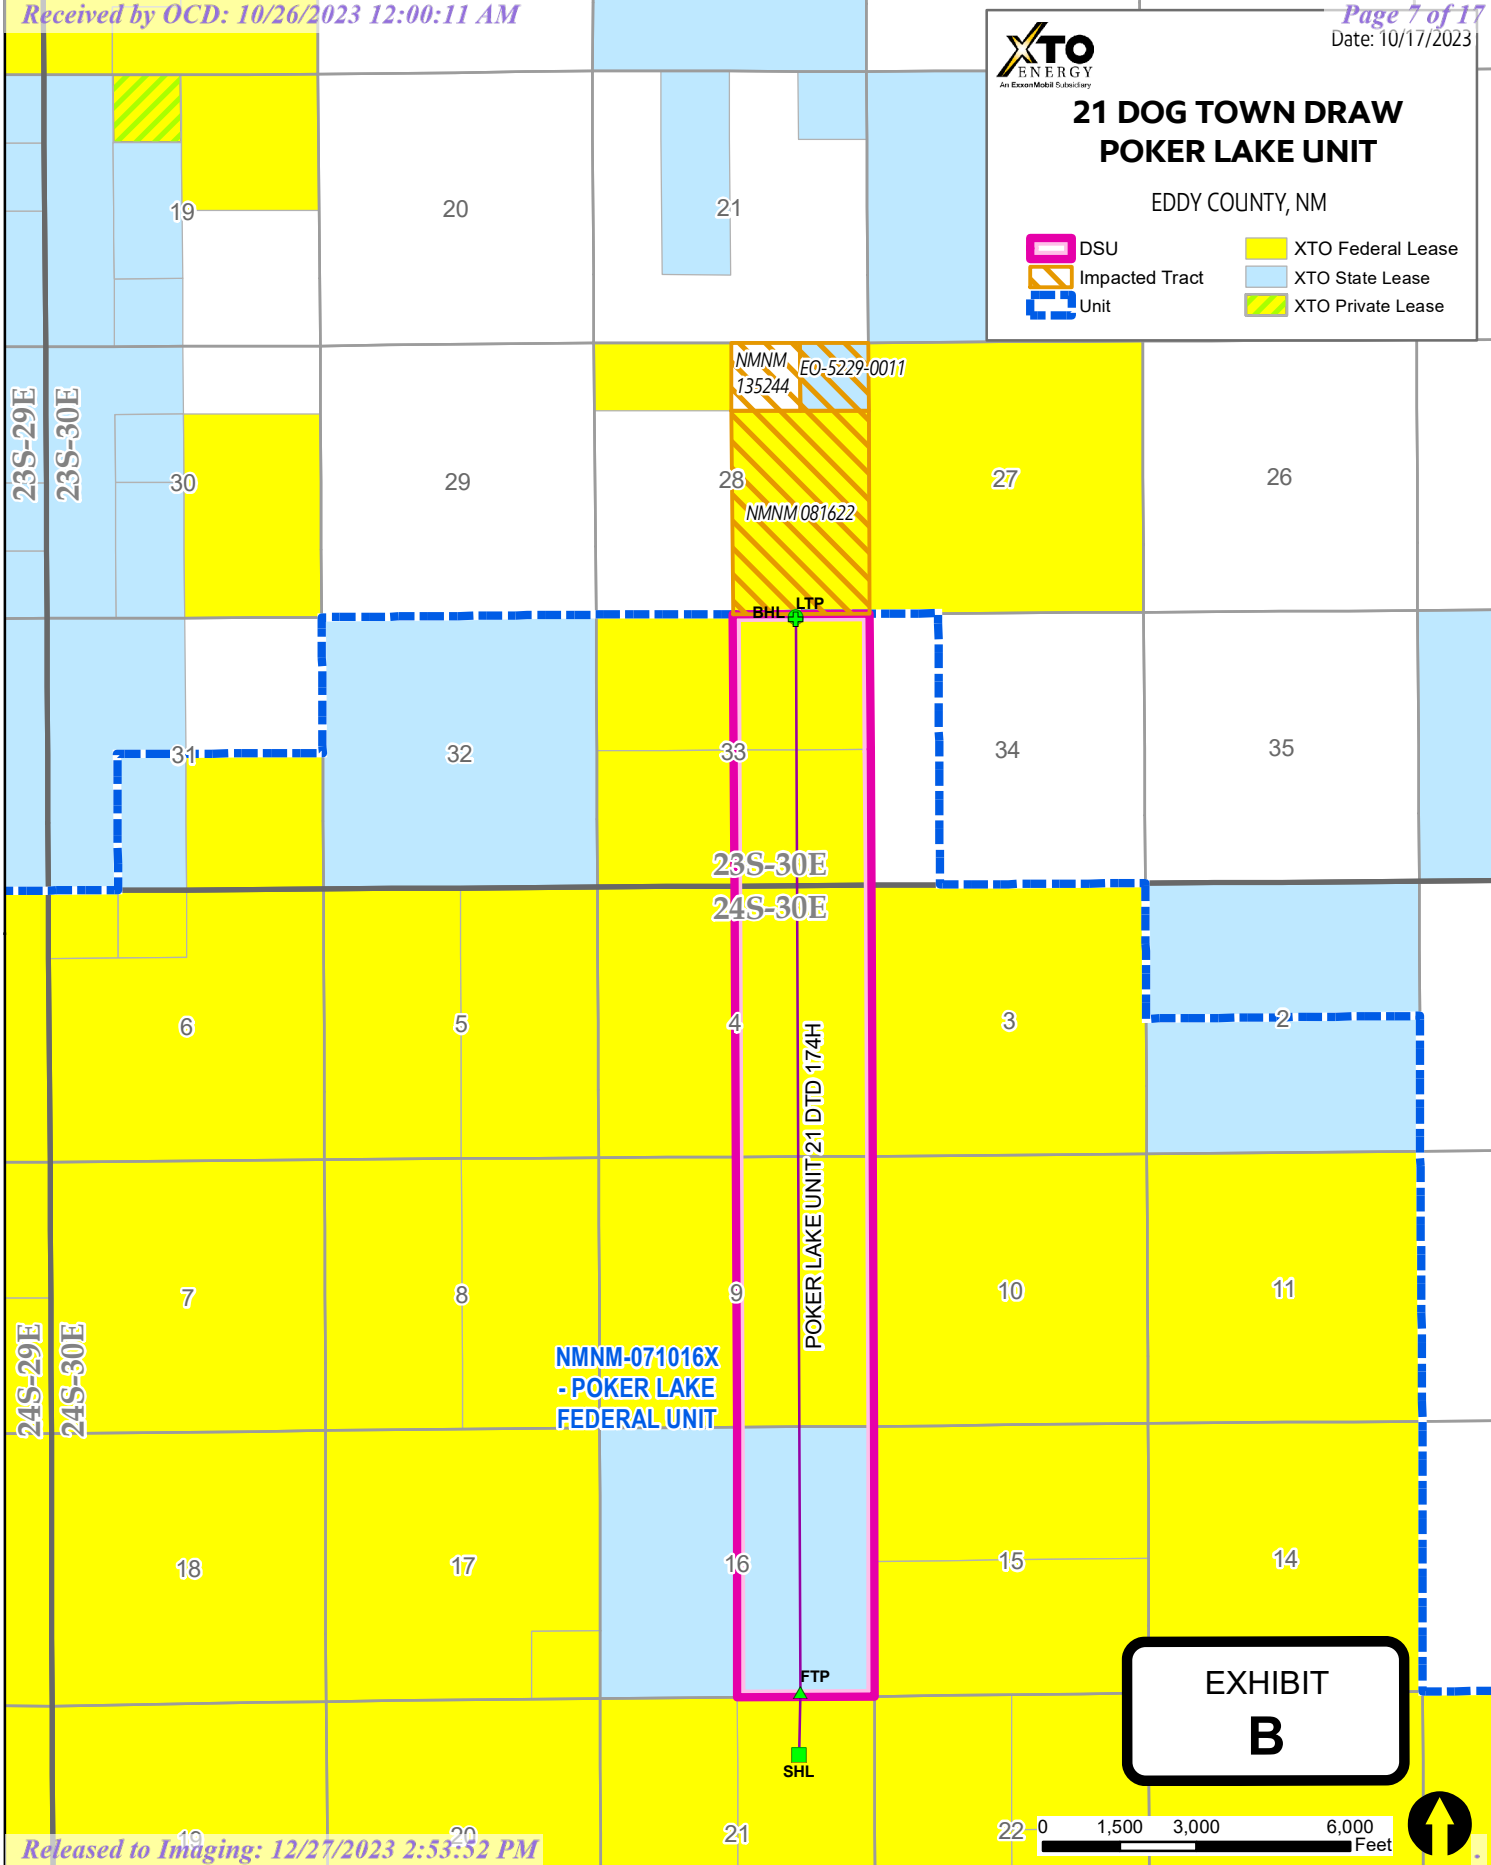 Received by OCD: 10/26/2023 12:00:11 AM
Page 7 of 17
XTO
ENERGY
An ExxonMobil Subsidiary
Date: 10/17/2023
21 DOG TOWN DRAW
POKER LAKE UNIT
EDDY COUNTY, NM
DSU
XTO Federal Lease
Impacted Tract
XTO State Lease
Unit
XTO Private Lease
19
20
21
NMNM
135244
EO-5229-0011
23S-29E
23S-30E
30
29
28
27
26
NMNM 081622
BHL
LTP
31
32
33
34
35
23S-30E
24S-30E
6
5
4
3
2
POKER LAKE UNIT 21 DTD 174H
7
8
9
10
11
24S-29E
24S-30E
NMNM-071016X
- POKER LAKE
FEDERAL UNIT
18
17
16
15
14
FTP
SHL
EXHIBIT
B
19
20
21
22
0 1,500 3,000 6,000
Feet
Released to Imaging: 12/27/2023 2:53:52 PM